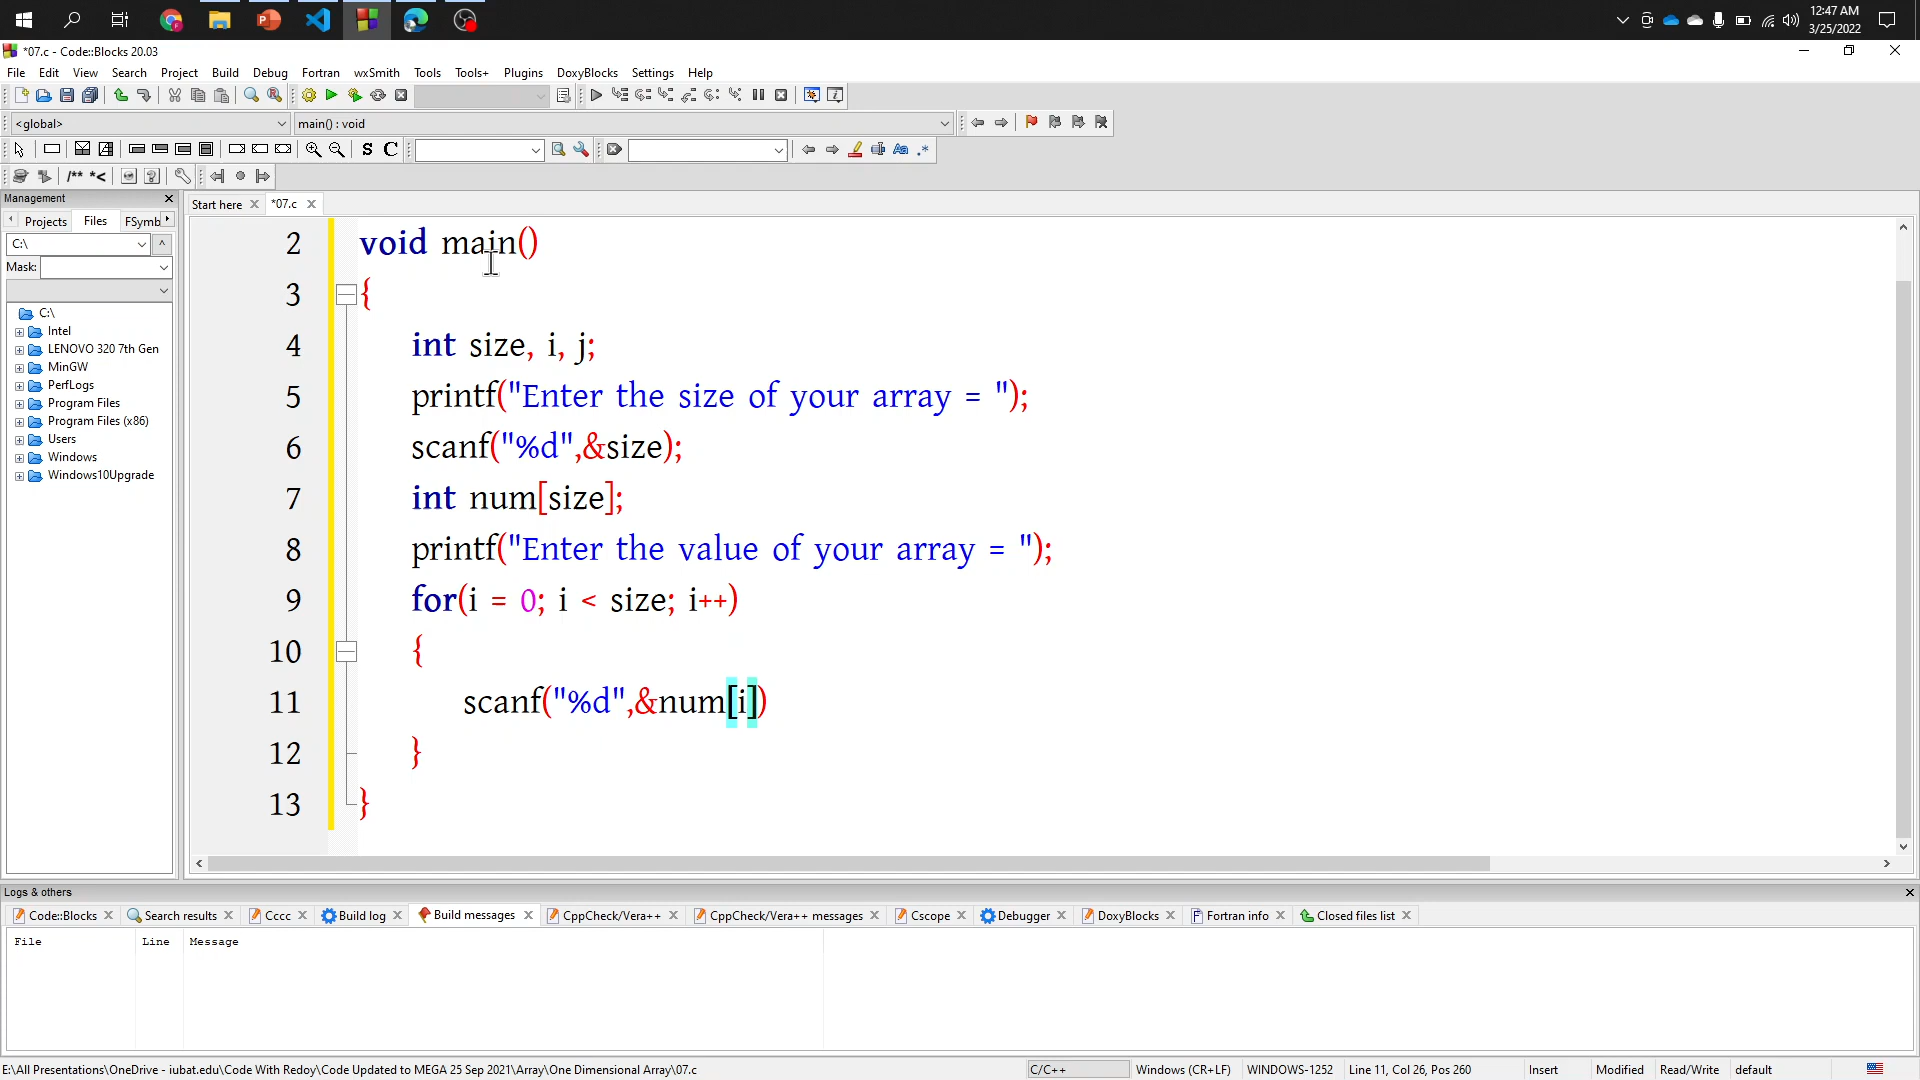 12:47 AM
3/25/2022
*07.c - Code::Blocks 20.03
File Edit View Search Project Build Debug Fortran wxSmith Tools Tools+ Plugins DoxyBlocks Settings Help
<global> main() : void
S C
/** *<
Management
Start here *07.c
Projects Files FSymb
C:\
Mask:
C:\
Intel
LENOVO 320 7th Gen
MinGW
PerfLogs
Program Files
Program Files (x86)
Users
Windows
Windows10Upgrade
2 void main()
3 {
4 int size, i, j;
5 printf("Enter the size of your array = ");
6 scanf("%d",&size);
7 int num[size];
8 printf("Enter the value of your array = ");
9 for(i = 0; i < size; i++)
10 {
11 scanf("%d",&num[i])
12 }
13 }
Logs & others
Code::Blocks Search results Cccc Build log Build messages CppCheck/Vera++ CppCheck/Vera++ messages Cscope Debugger DoxyBlocks Fortran info Closed files list
File Line Message
E:\All Presentations\OneDrive - iubat.edu\Code With Redoy\Code Updated to MEGA 25 Sep 2021\Array\One Dimensional Array\07.c C/C++ Windows (CR+LF) WINDOWS-1252 Line 11, Col 26, Pos 260 Insert Modified Read/Write default